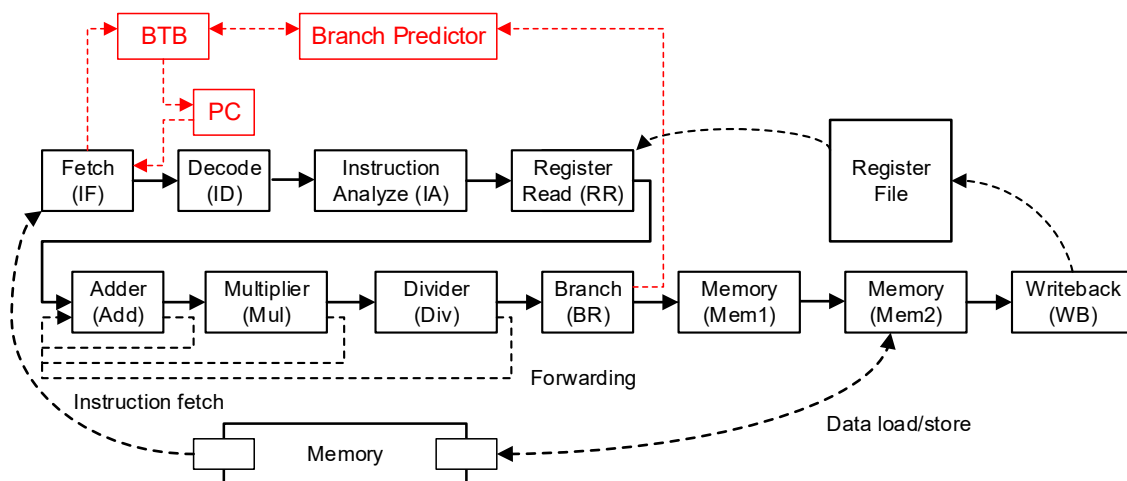 BTB
Branch Predictor
PC
Fetch
(IF)
Decode
(ID)
Instruction
Analyze (IA)
Register
Read (RR)
Register
File
Adder
(Add)
Multiplier
(Mul)
Divider
(Div)
Branch
(BR)
Memory
(Mem1)
Memory
(Mem2)
Writeback
(WB)
Forwarding
Instruction fetch
Data load/store
Memory